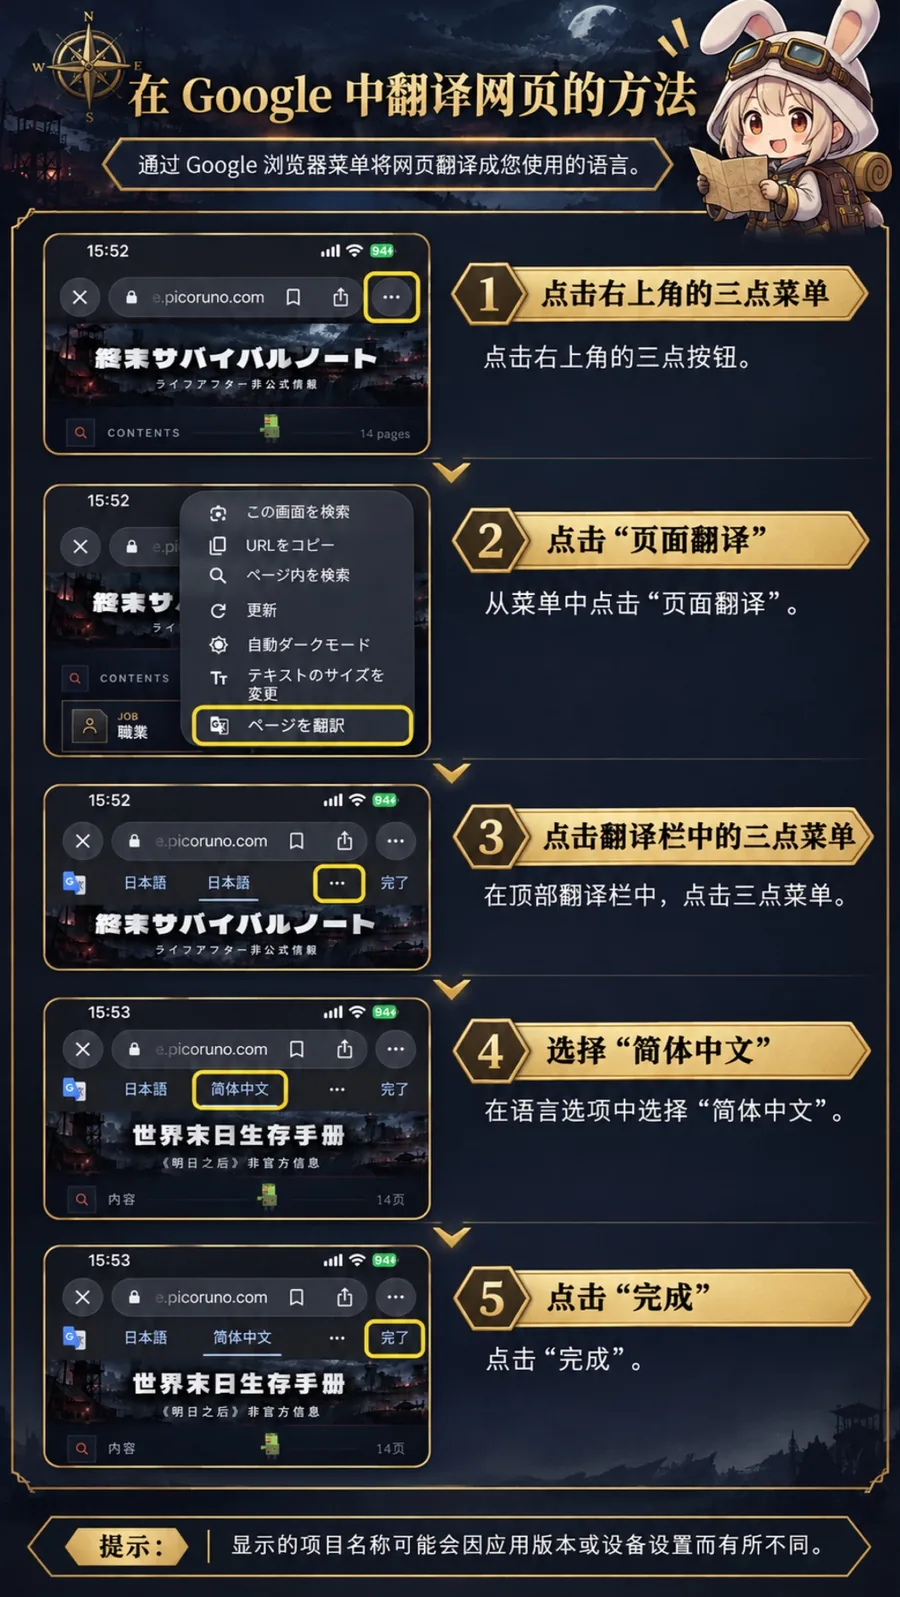 N
W E
S
在 Google 中翻译网页的方法
通过 Google 浏览器菜单将网页翻译成您使用的语言。
15:52 94
e.picoruno.com
終末サバイバルノート
ライフアフター非公式情報
CONTENTS 14 pages
1 点击右上角的三点菜单
点击右上角的三点按钮。
15:52
e.pi
終末サ
ライ
CONTENTS
JOB
職業
この画面を検索
URLをコピー
ページ内を検索
更新
自動ダークモード
テキストのサイズを
変更
ページを翻訳
2 点击“页面翻译”
从菜单中点击“页面翻译”。
15:52 94
e.picoruno.com
日本語 日本語 完了
終末サバイバルノート
ライフアフター非公式情報
3 点击翻译栏中的三点菜单
在顶部翻译栏中，点击三点菜单。
15:53 94
e.picoruno.com
日本語 简体中文 完了
世界末日生存手册
《明日之后》非官方信息
内容 14页
4 选择“简体中文”
在语言选项中选择“简体中文”。
15:53 94
e.picoruno.com
日本語 简体中文 完了
世界末日生存手册
《明日之后》非官方信息
内容 14页
5 点击“完成”
点击“完成”。
提示： 显示的项目名称可能会因应用版本或设备设置而有所不同。